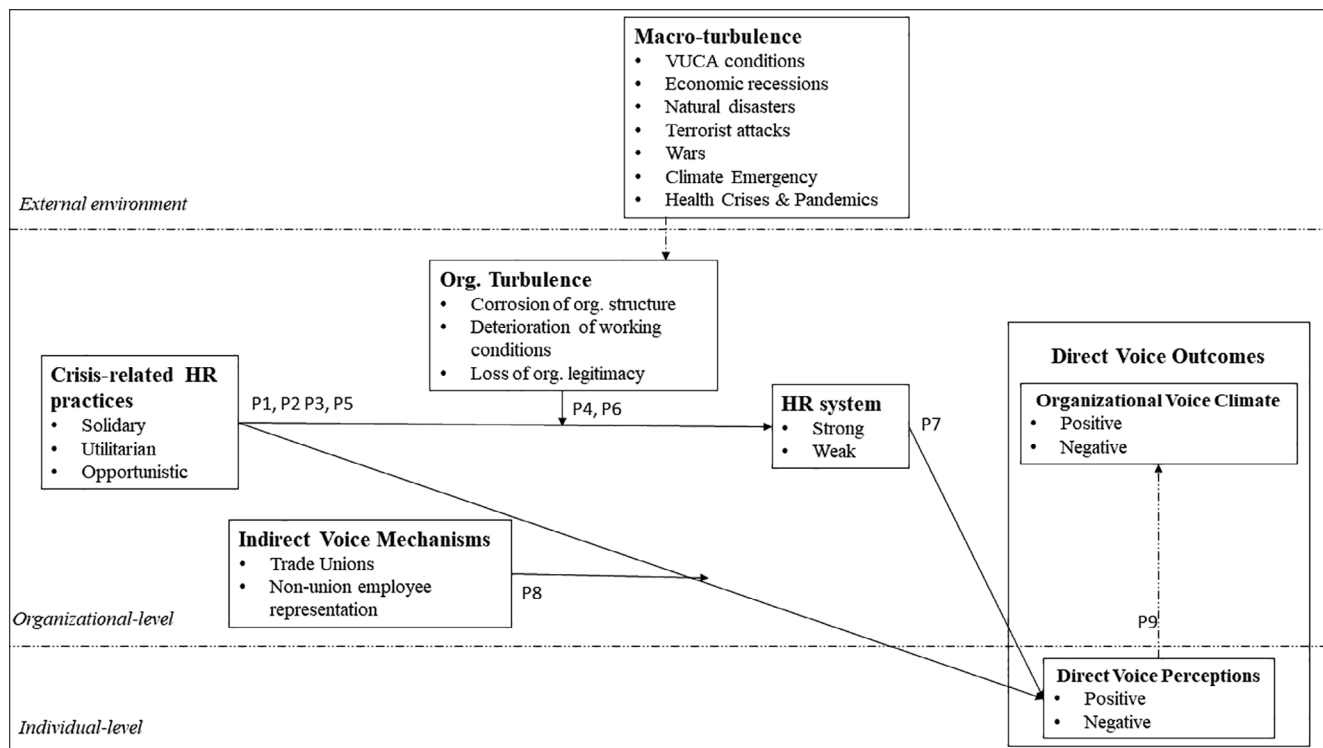 Macro-turbulence
• VUCA conditions
• Economic recessions
• Natural disasters
• Terrorist attacks
• Wars
• Climate Emergency
• Health Crises & Pandemics
External environment
Org. Turbulence
• Corrosion of org. structure
• Deterioration of working
conditions
• Loss of org. legitimacy
Crisis-related HR
practices
• Solidary
• Utilitarian
• Opportunistic
P1, P2 P3, P5
P4, P6
HR system
• Strong
• Weak
P7
Direct Voice Outcomes
Organizational Voice Climate
• Positive
• Negative
Indirect Voice Mechanisms
• Trade Unions
• Non-union employee
representation
P8
P9
Organizational-level
Direct Voice Perceptions
• Positive
• Negative
Individual-level